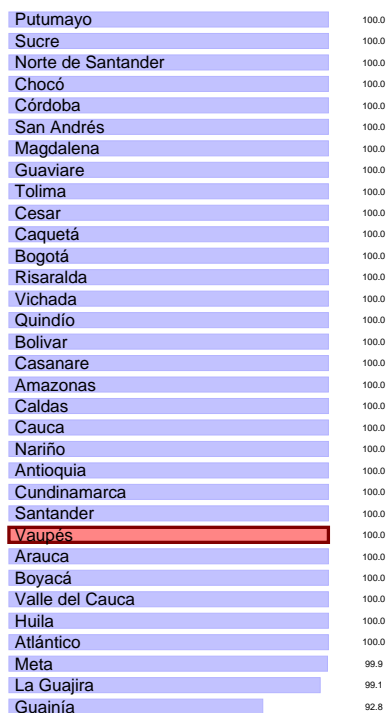 Putumayo 100.0
Sucre 100.0
Norte de Santander 100.0
Chocó 100.0
Córdoba 100.0
San Andrés 100.0
Magdalena 100.0
Guaviare 100.0
Tolima 100.0
Cesar 100.0
Caquetá 100.0
Bogotá 100.0
Risaralda 100.0
Vichada 100.0
Quindío 100.0
Bolivar 100.0
Casanare 100.0
Amazonas 100.0
Caldas 100.0
Cauca 100.0
Nariño 100.0
Antioquia 100.0
Cundinamarca 100.0
Santander 100.0
Vaupés 100.0
Arauca 100.0
Boyacá 100.0
Valle del Cauca 100.0
Huila 100.0
Atlántico 100.0
Meta 99.9
La Guajira 99.1
Guainía 92.8